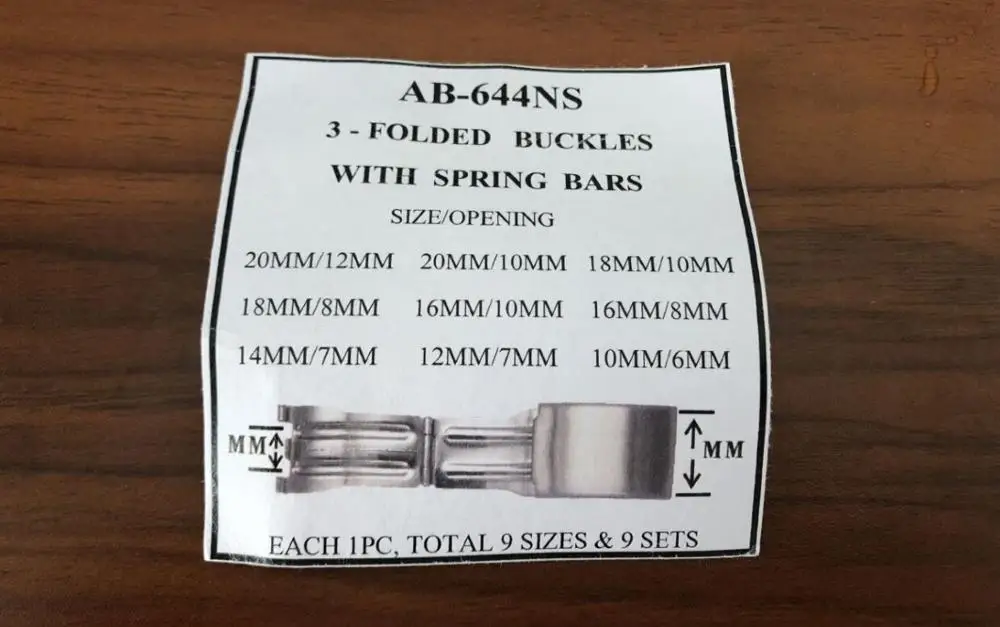 AB-644NS
3 - FOLDED BUCKLES
WITH SPRING BARS
SIZE/OPENING
20MM/12MM 20MM/10MM 18MM/10MM
18MM/8MM 16MM/10MM 16MM/8MM
14MM/7MM 12MM/7MM 10MM/6MM
MM MM
EACH 1PC, TOTAL 9 SIZES & 9 SETS